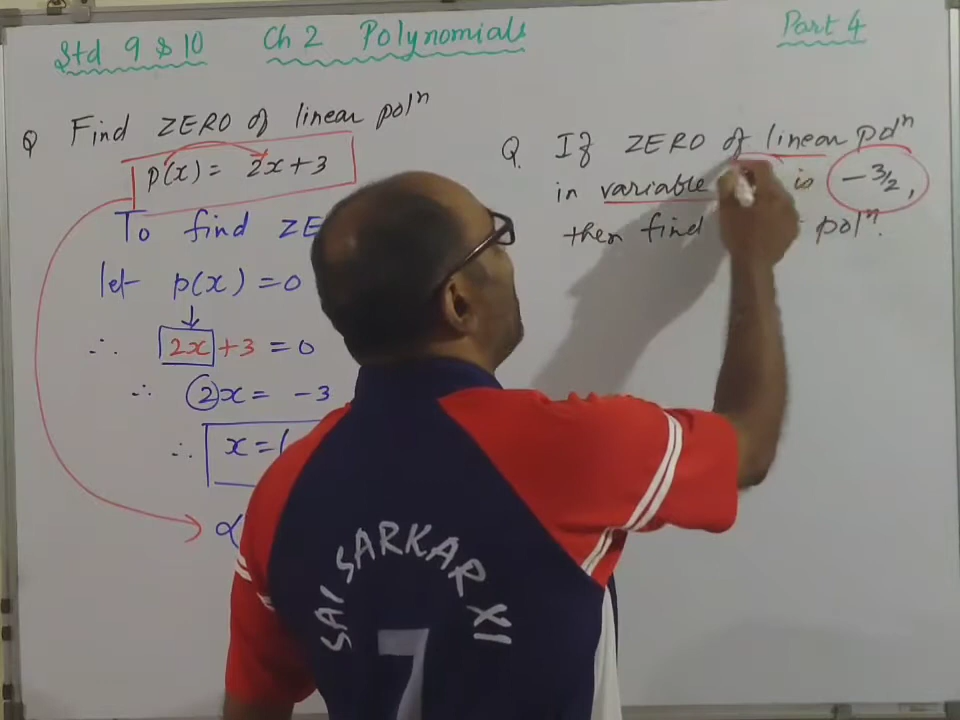 Std 9 & 10 Ch 2 Polynomials Part 4
Q Find ZERO of linear polⁿ
p(x) = 2x+3
To find ZE
let p(x) = 0
∴ 2x +3 = 0
∴ 2x = -3
∴ x =
α
Q. If ZERO of linear polⁿ
in variable is -3/2,
then find polⁿ.
SAI SARKAR XI
7